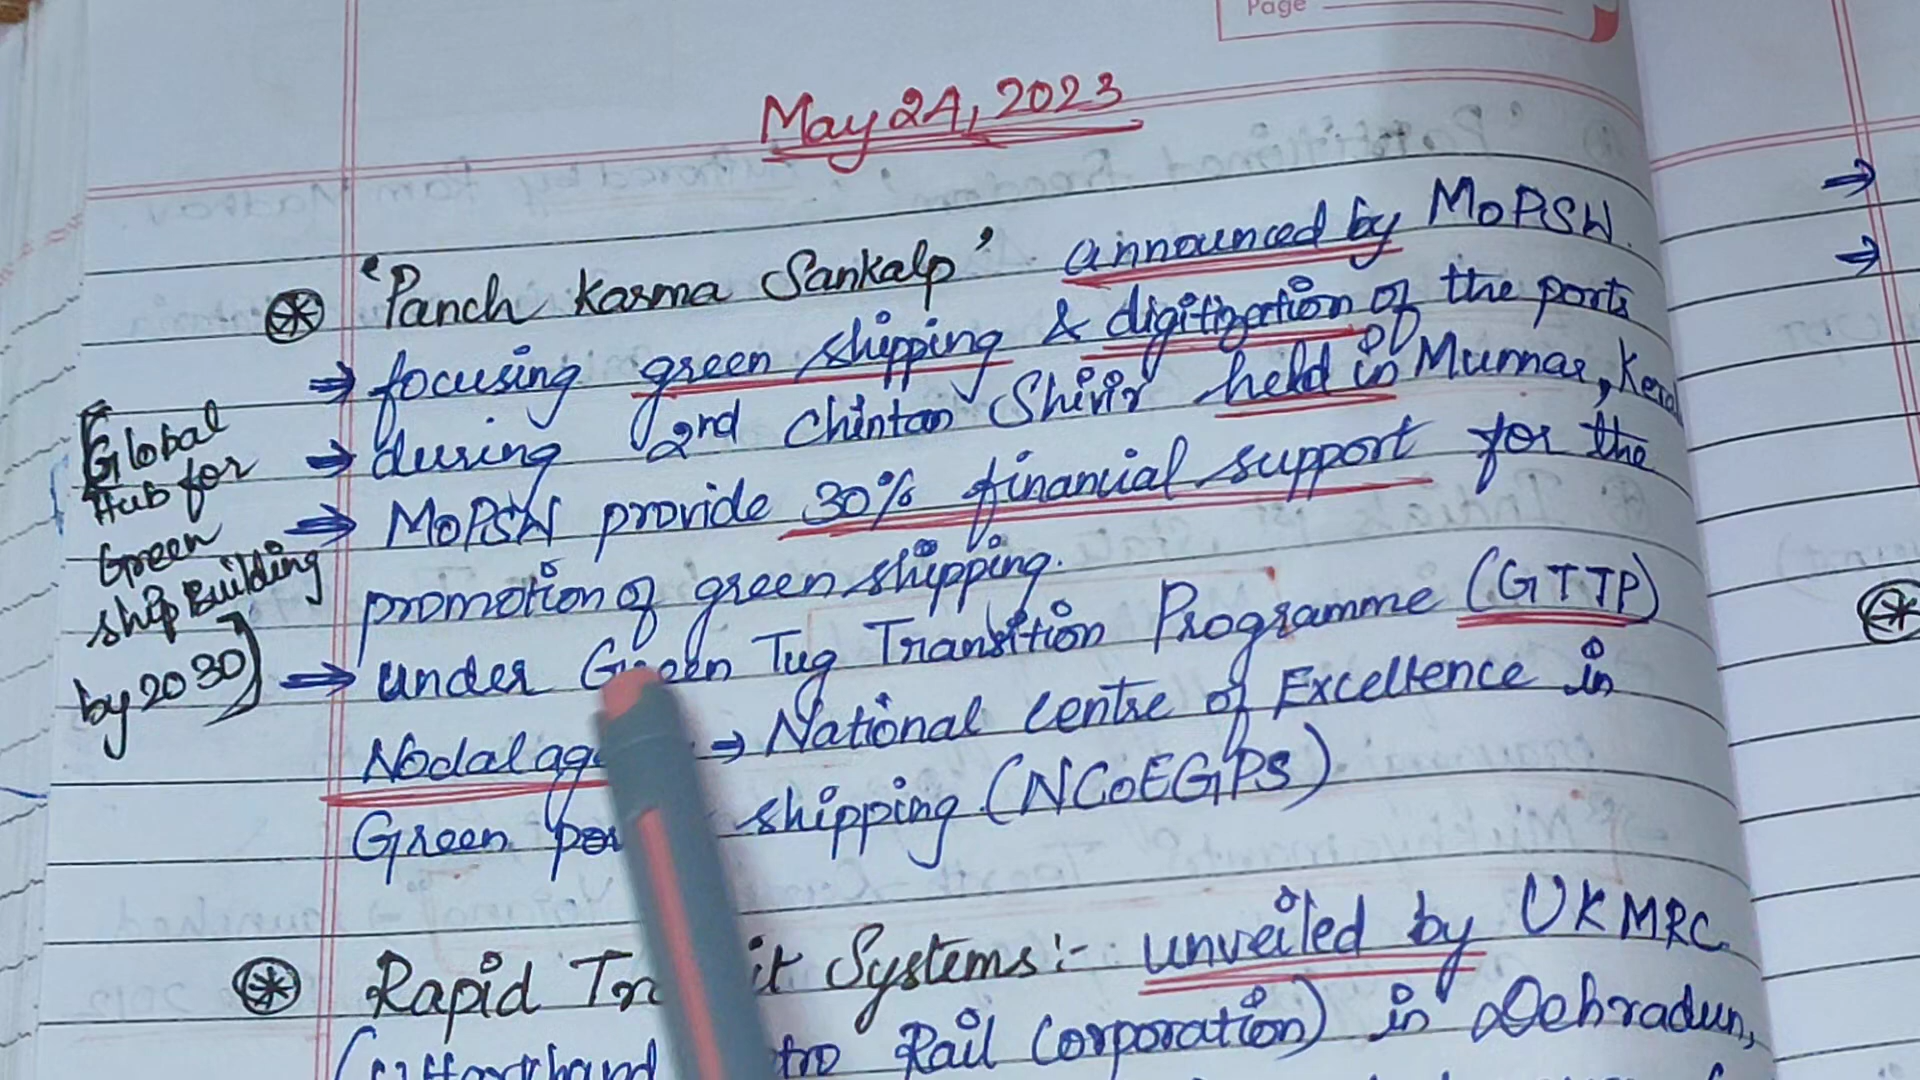 Page
May 24, 2023
'Panch Karma Sankalp' announced by MoPSW.
⇒ focusing green shipping & digitization of the ports
⇒ during 2nd Chintan Shivir held in Munnar,
⇒ MoPSW provide 30% financial support for the
promotion of green shipping.
⇒ under Green Tug Transition Programme (GTTP)
Nodal → National Centre of Excellence in
Green shipping (NCoEGPS)
[Global
Hub for
Green
ship Building
by 2030]
Rapid Systems:- unveiled by UKMRC
Rail Corporation) in Dehradun,